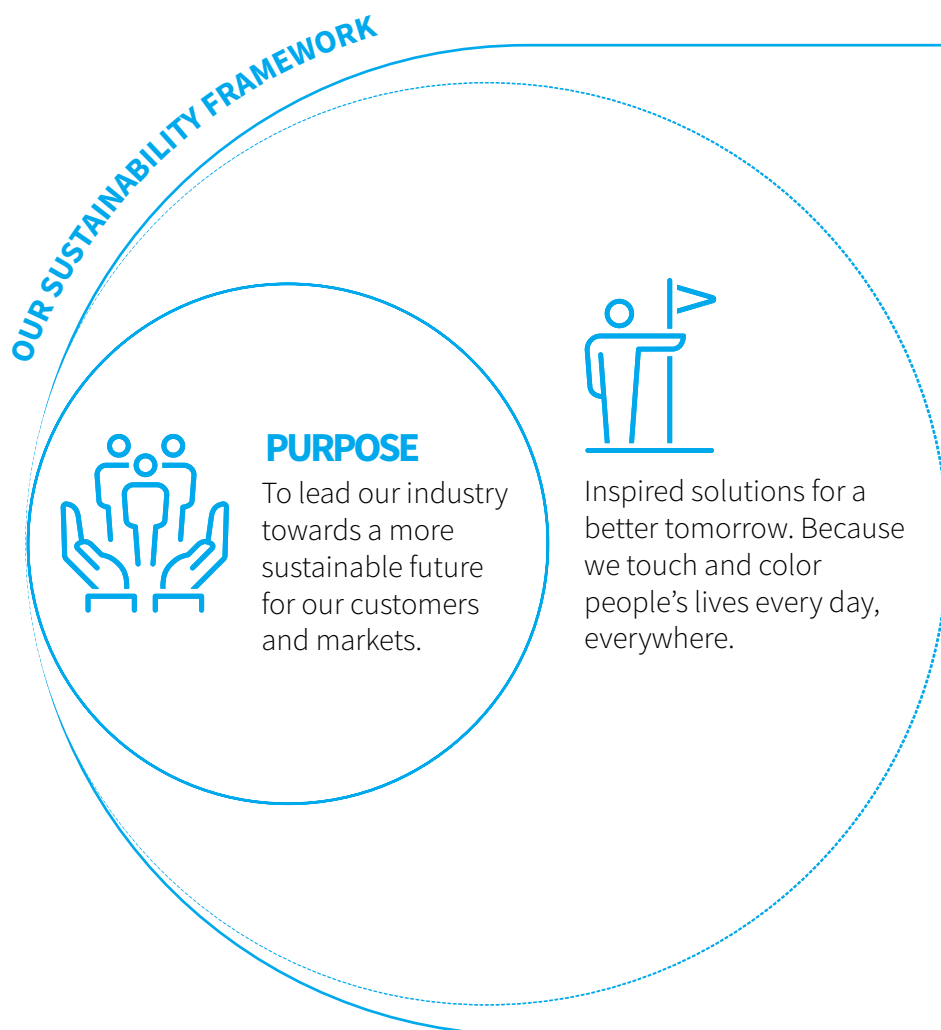 OUR SUSTAINABILITY FRAMEWORK
PURPOSE
To lead our industry
towards a more
sustainable future
for our customers
and markets.
Inspired solutions for a
better tomorrow. Because
we touch and color
people’s lives every day,
everywhere.